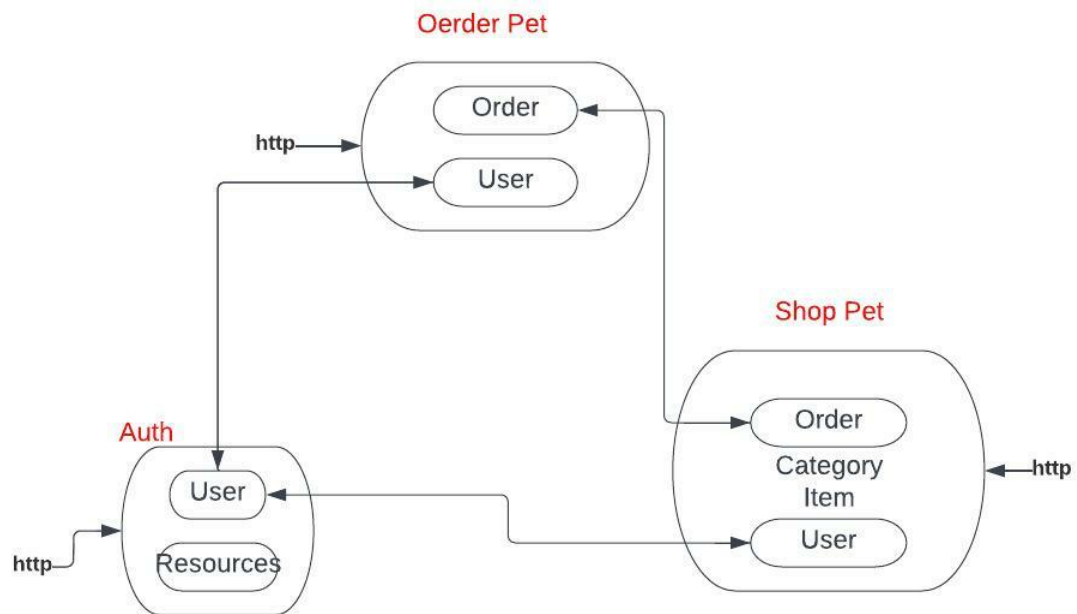 Oerder Pet
Order
http
User
Shop Pet
Order
Category
Item
http
User
Auth
User
http
Resources